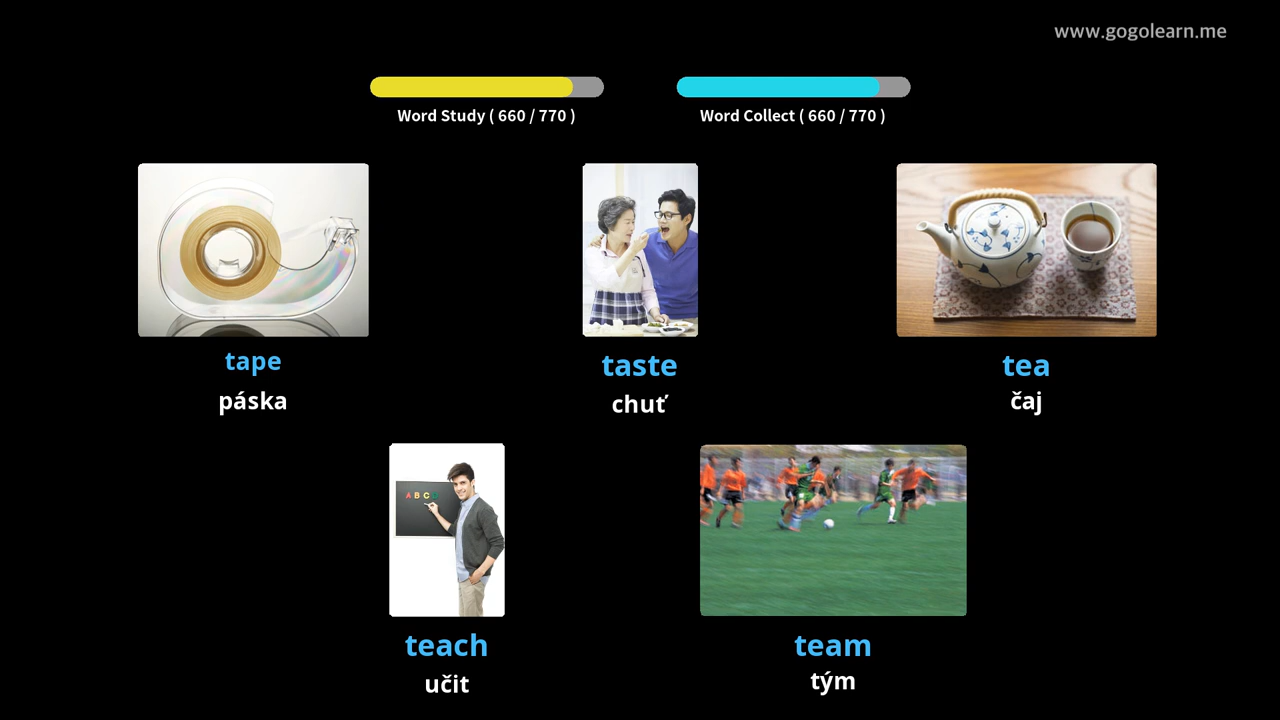 www.gogolearn.me
Word Study ( 660 / 770 )
Word Collect ( 660 / 770 )
tape
páska
taste
chuť
tea
čaj
A B C D
teach
učit
team
tým